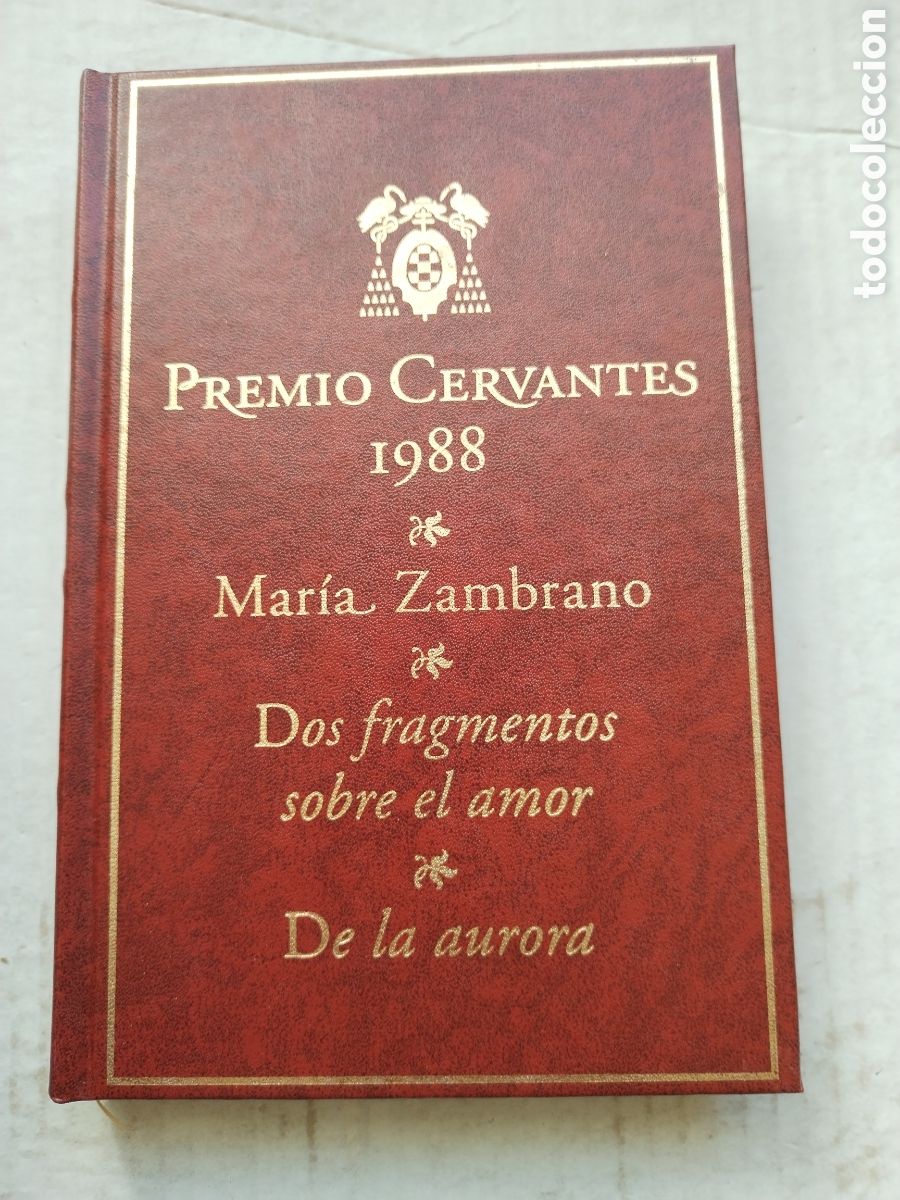 PREMIO CERVANTES
1988
María Zambrano
Dos fragmentos
sobre el amor
De la aurora
todocoleccion